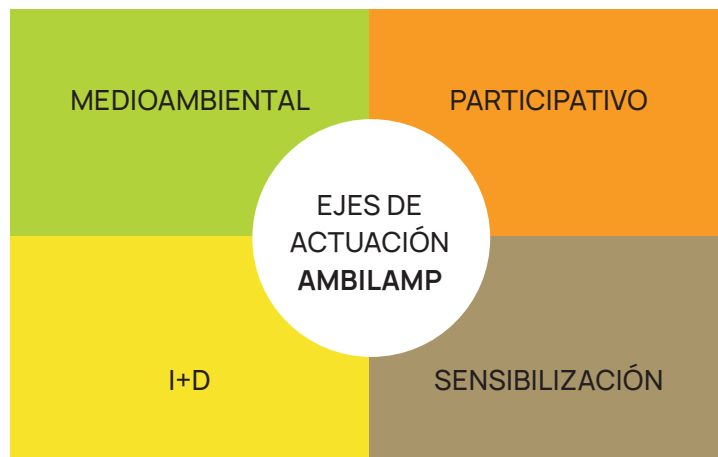 MEDIOAMBIENTAL
PARTICIPATIVO
EJES DE
ACTUACIÓN
AMBILAMP
I+D
SENSIBILIZACIÓN